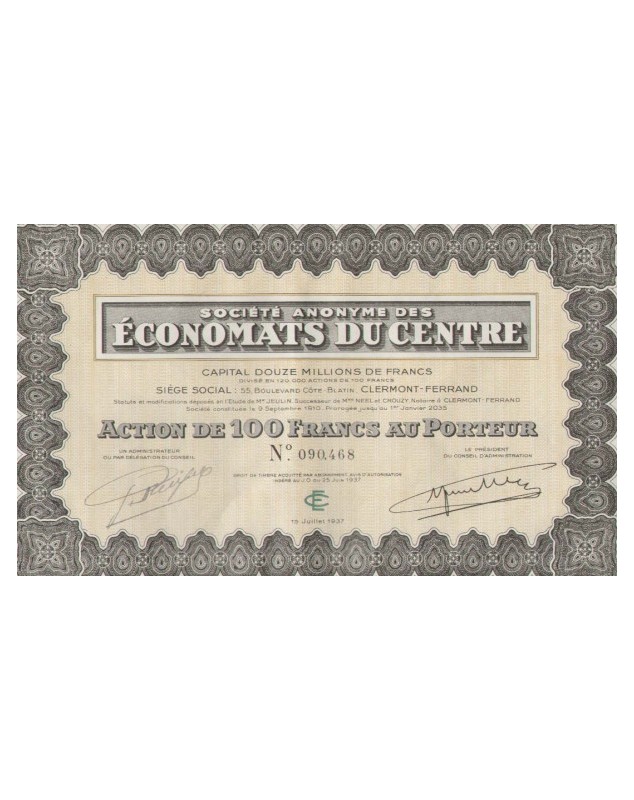 SOCIÉTÉ ANONYME DES
ÉCONOMATS DU CENTRE
CAPITAL DOUZE MILLIONS DE FRANCS
DIVISÉ EN 120.000 ACTIONS DE 100 FRANCS
SIÈGE SOCIAL : 55, BOULEVARD CÔTE-BLATIN, CLERMONT-FERRAND
Statuts et modifications déposés en l'Étude de Me JEULIN, Successeur de Mes NEEL et CROUZY, Notaire à CLERMONT-FERRAND
Société constituée le 9 Septembre 1910, Prorogée jusqu'au 1er Janvier 2035
ACTION DE 100 FRANCS AU PORTEUR
UN ADMINISTRATEUR
OU PAR DÉLÉGATION DU CONSEIL
No 090,468
LE PRÉSIDENT
DU CONSEIL D'ADMINISTRATION
DROIT DE TIMBRE ACQUITTÉ PAR ABONNEMENT, AVIS D'AUTORISATION
INSÉRÉ AU J.O. DU 25 Juin 1937
EC
15 Juillet 1937